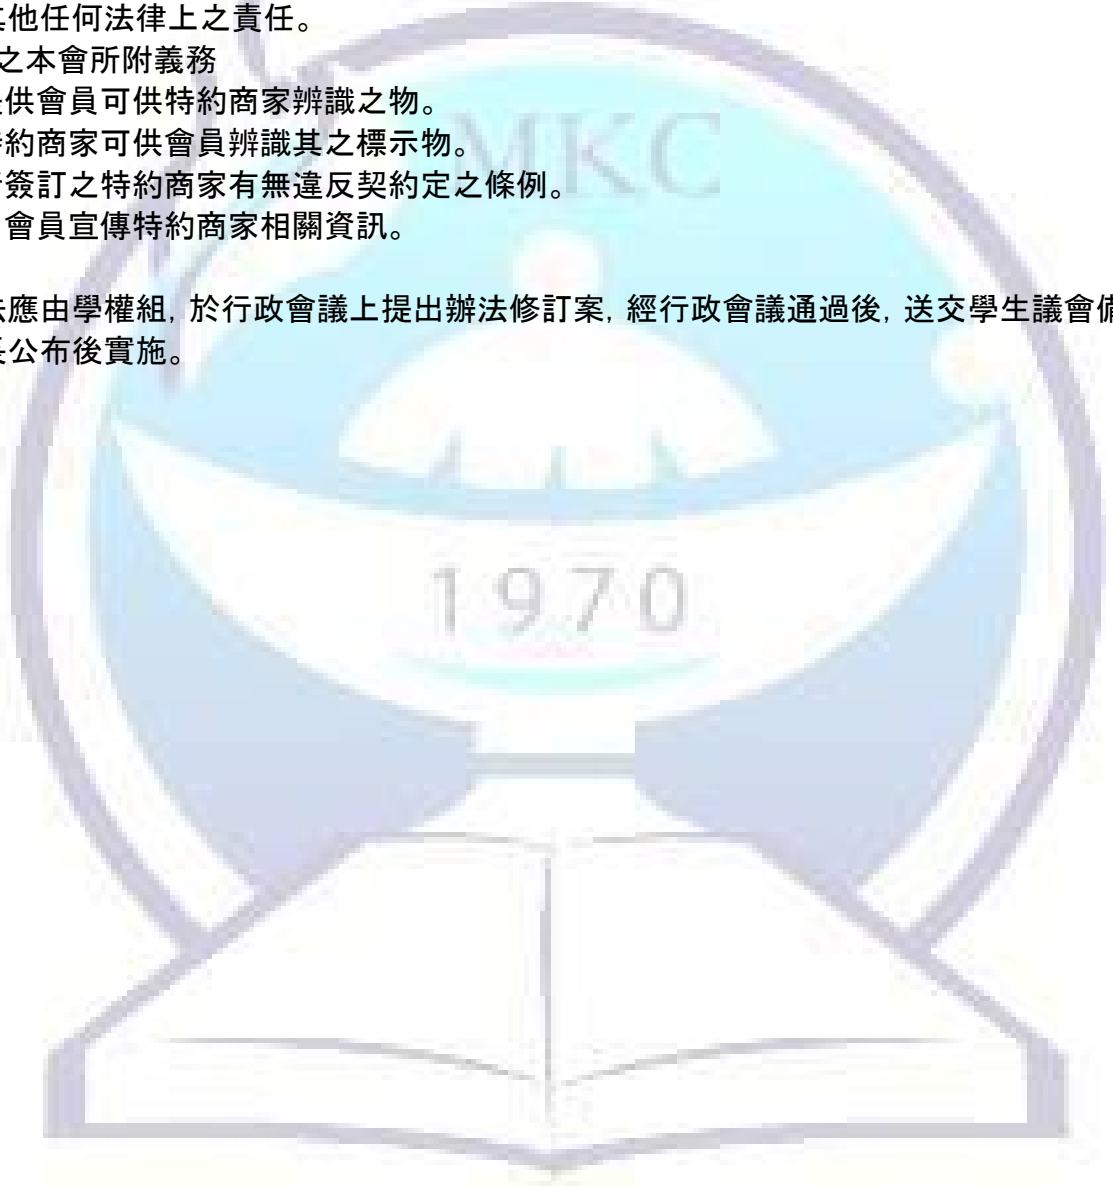 其他任何法律上之責任。
之本會所附義務
提供會員可供特約商家辨識之物。
特約商家可供會員辨識其之標示物。
簽訂之特約商家有無違反契約定之條例。
會員宣傳特約商家相關資訊。
法應由學權組, 於行政會議上提出辦法修訂案, 經行政會議通過後, 送交學生議會備
長公布後實施。
MKC
1970